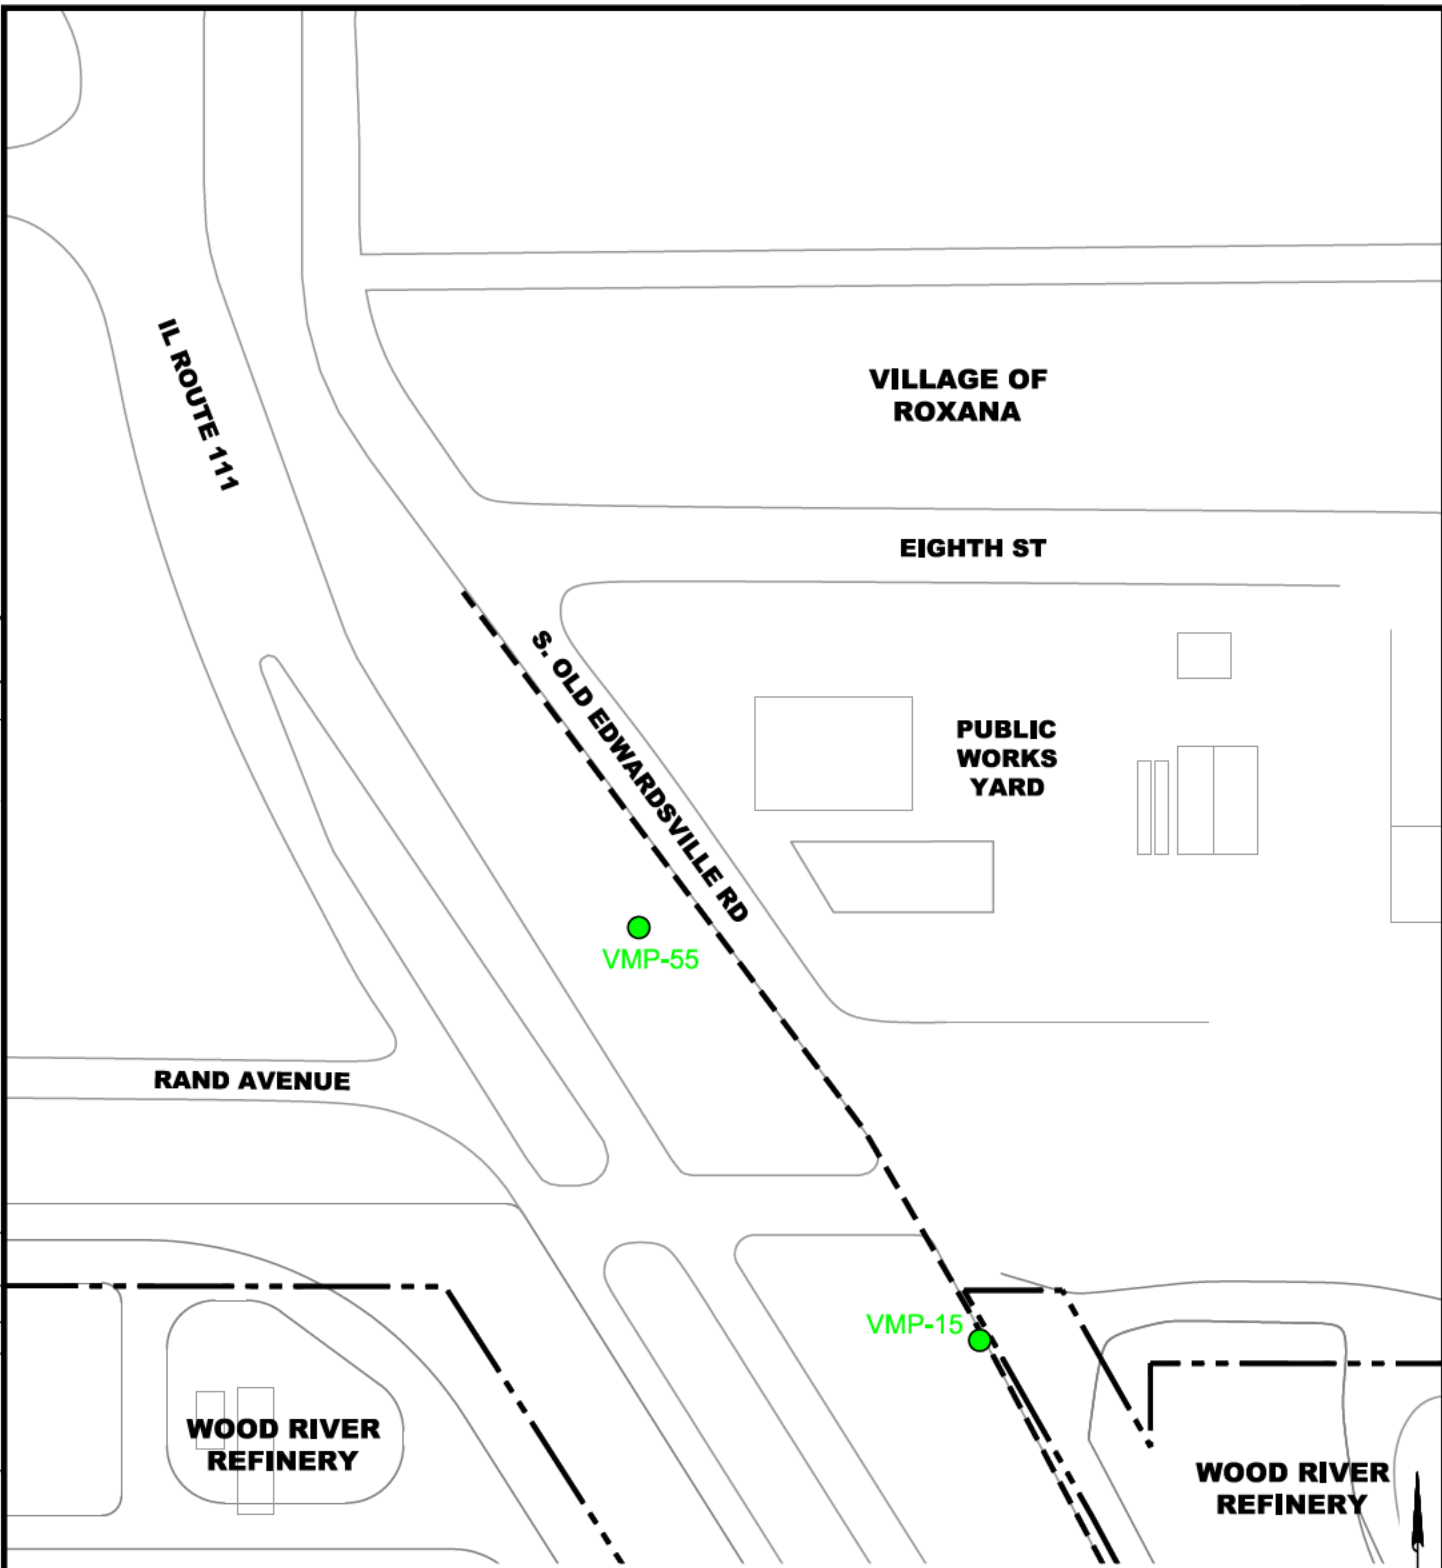 IL ROUTE 111
VILLAGE OF
ROXANA
EIGHTH ST
S. OLD EDWARDSVILLE RD
PUBLIC
WORKS
YARD
VMP-55
RAND AVENUE
VMP-15
WOOD RIVER
REFINERY
WOOD RIVER
REFINERY